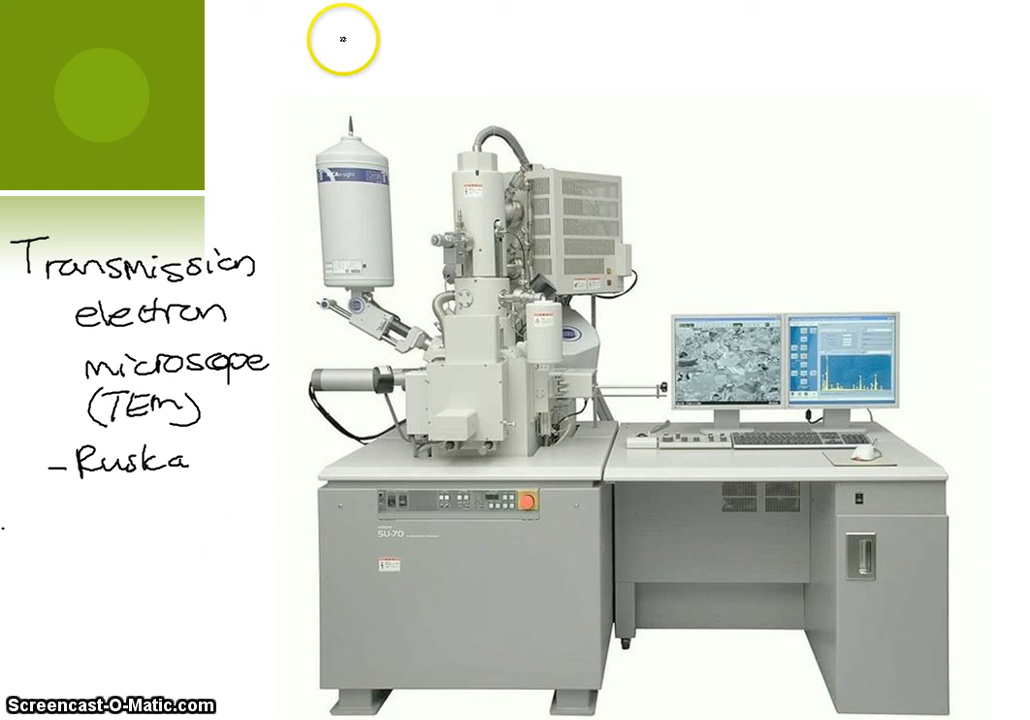 Transmission
electron
microscope
(TEM)
- Ruska
SU-70
Screencast-O-Matic.com